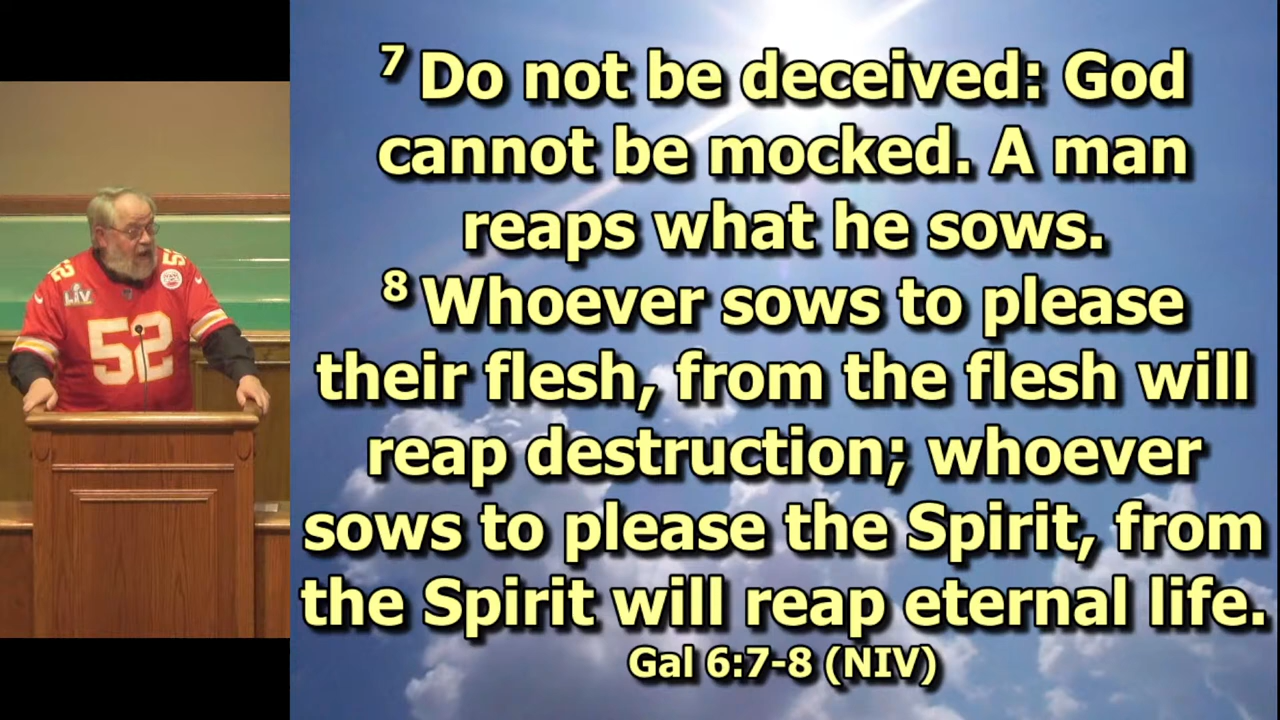 7 Do not be deceived: God
cannot be mocked. A man
reaps what he sows.
8 Whoever sows to please
their flesh, from the flesh will
reap destruction; whoever
sows to please the Spirit, from
the Spirit will reap eternal life.
Gal 6:7-8 (NIV)
52
52
LIV
52